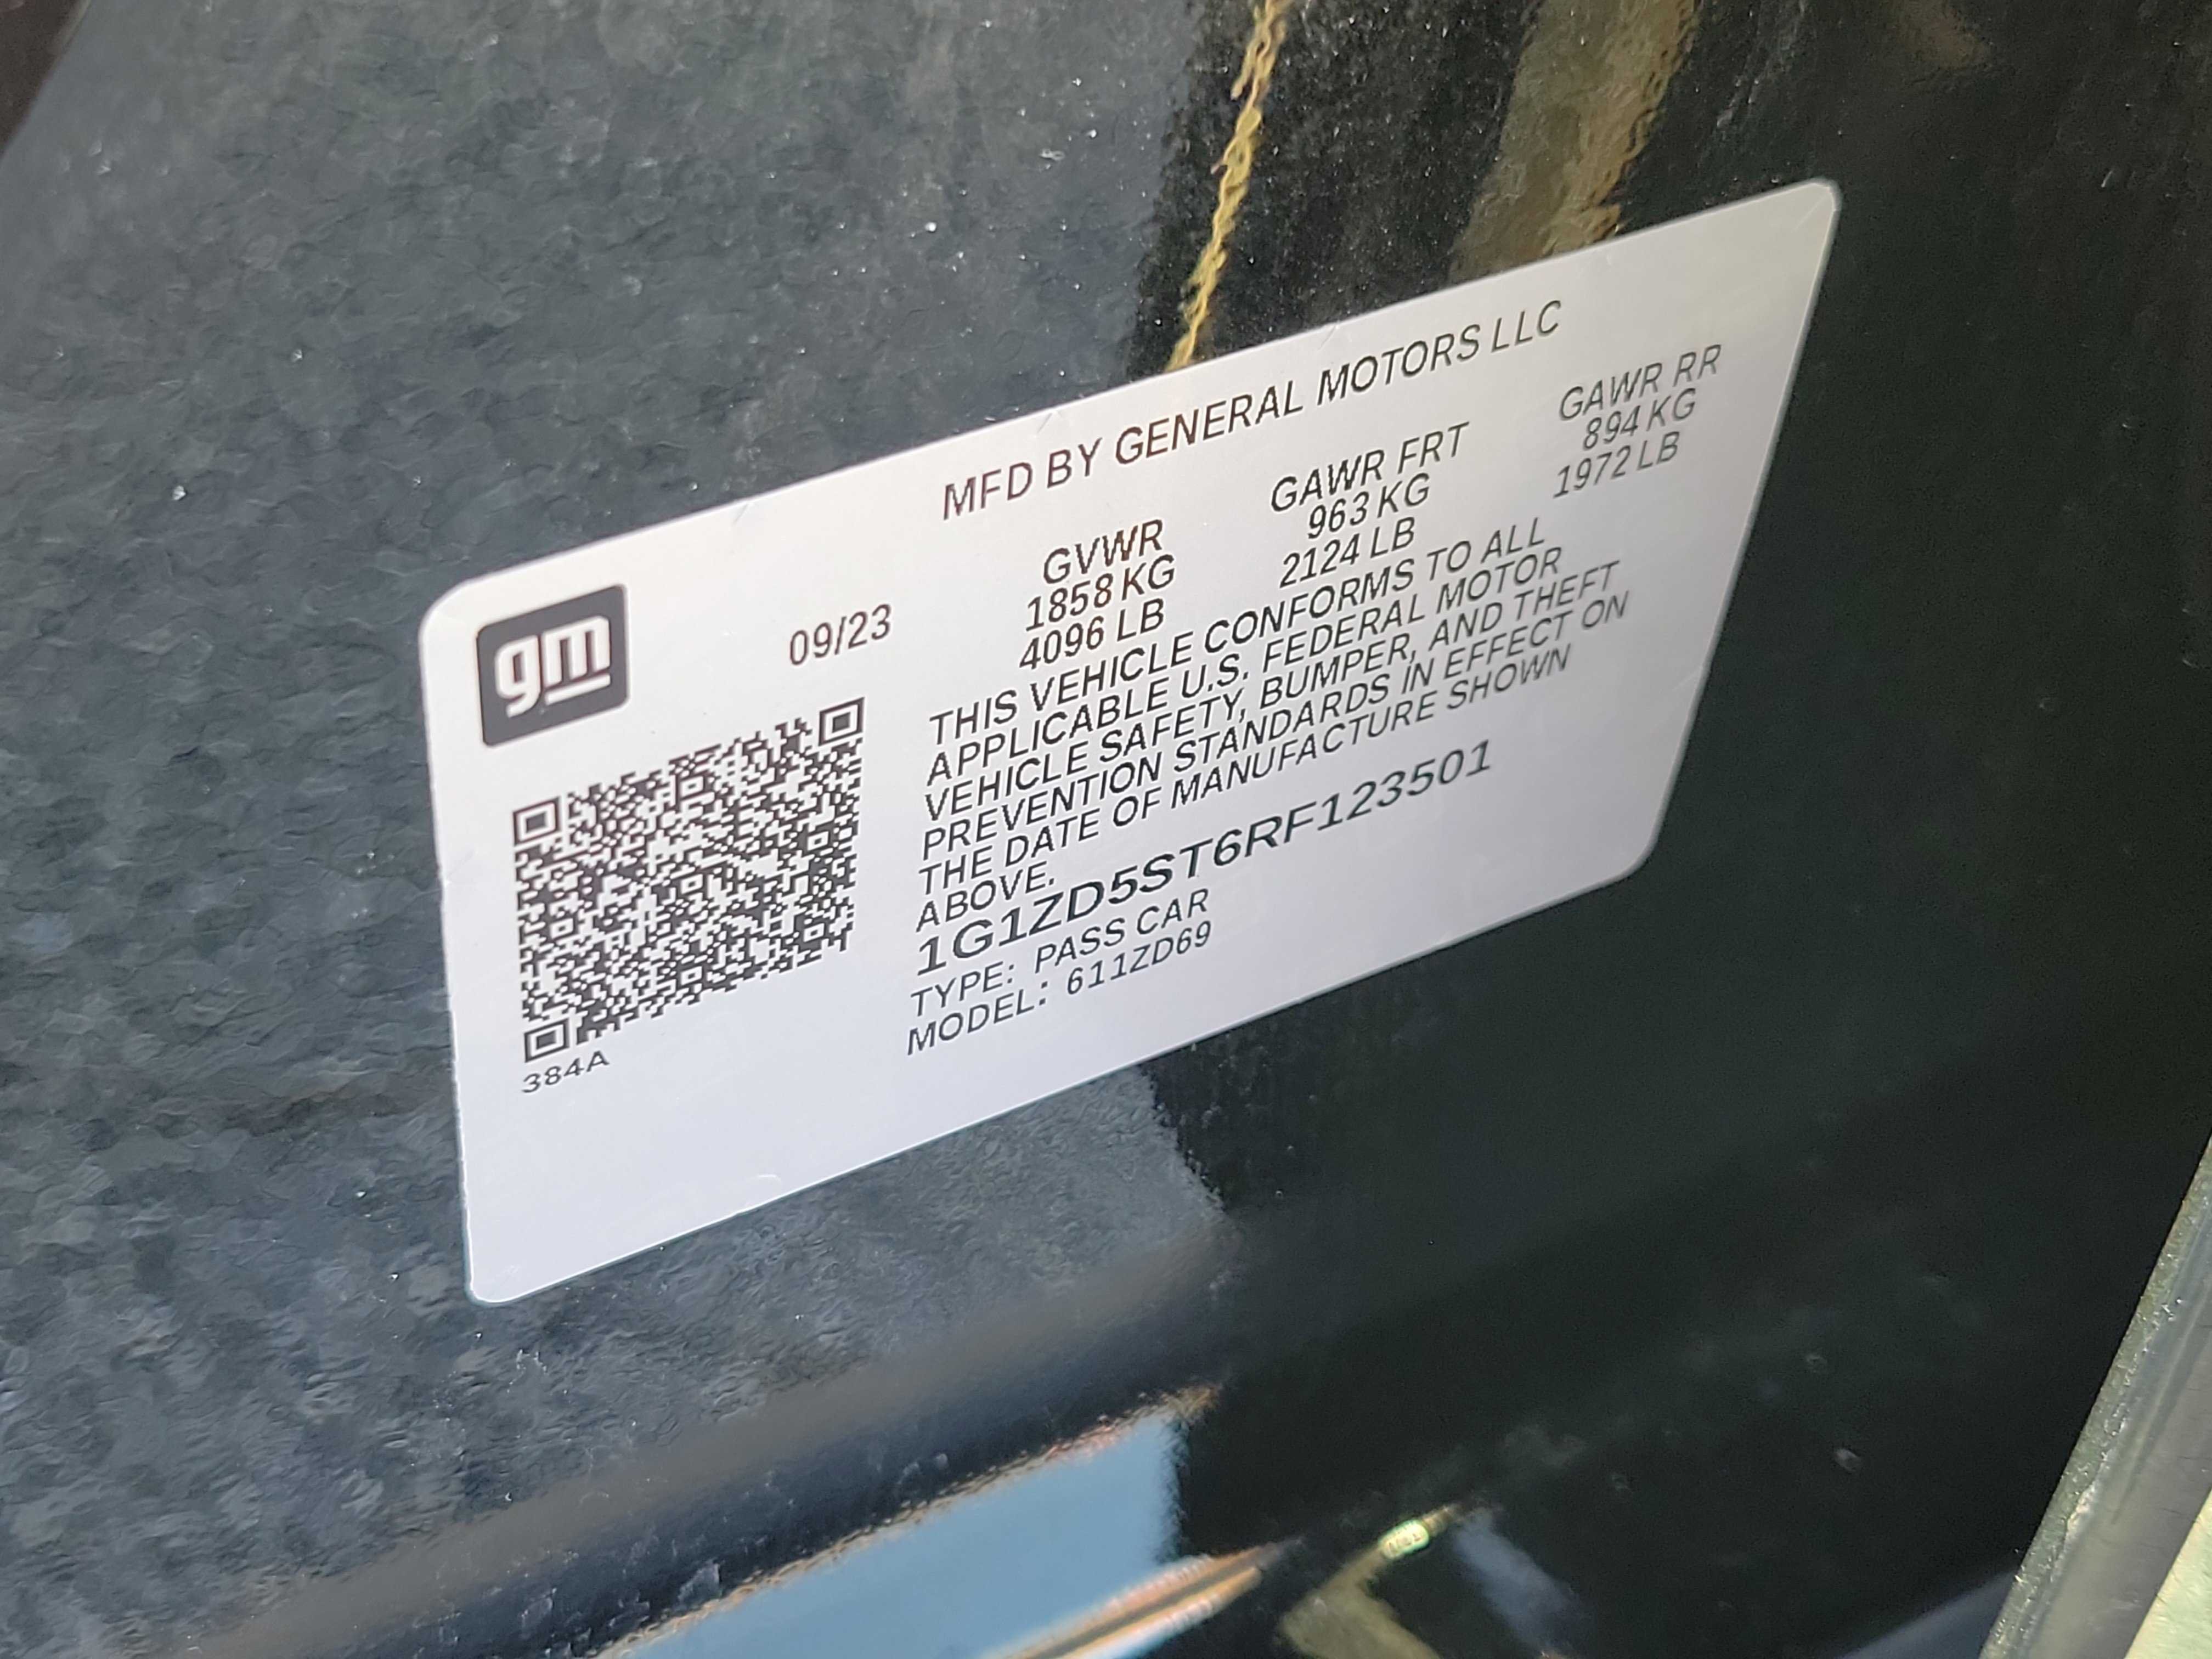 gm
MFD BY GENERAL MOTORS LLC
09/23
GVWR GAWR FRT GAWR RR
1858 KG 963 KG 894 KG
4096 LB 2124 LB 1972 LB
THIS VEHICLE CONFORMS TO ALL
APPLICABLE U.S. FEDERAL MOTOR
VEHICLE SAFETY, BUMPER, AND THEFT
PREVENTION STANDARDS IN EFFECT ON
THE DATE OF MANUFACTURE SHOWN
ABOVE.
1G1ZD5ST6RF123501
TYPE: PASS CAR
MODEL: 611ZD69
384A